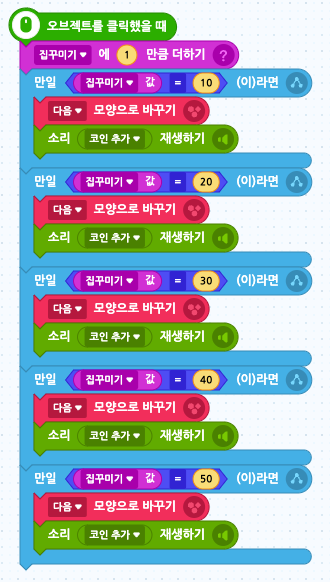 오브젝트를 클릭했을 때
집꾸미기 에 1 만큼 더하기 ?
만일 집꾸미기 값 = 10 (이)라면
다음 모양으로 바꾸기
소리 코인 추가 재생하기
만일 집꾸미기 값 = 20 (이)라면
다음 모양으로 바꾸기
소리 코인 추가 재생하기
만일 집꾸미기 값 = 30 (이)라면
다음 모양으로 바꾸기
소리 코인 추가 재생하기
만일 집꾸미기 값 = 40 (이)라면
다음 모양으로 바꾸기
소리 코인 추가 재생하기
만일 집꾸미기 값 = 50 (이)라면
다음 모양으로 바꾸기
소리 코인 추가 재생하기